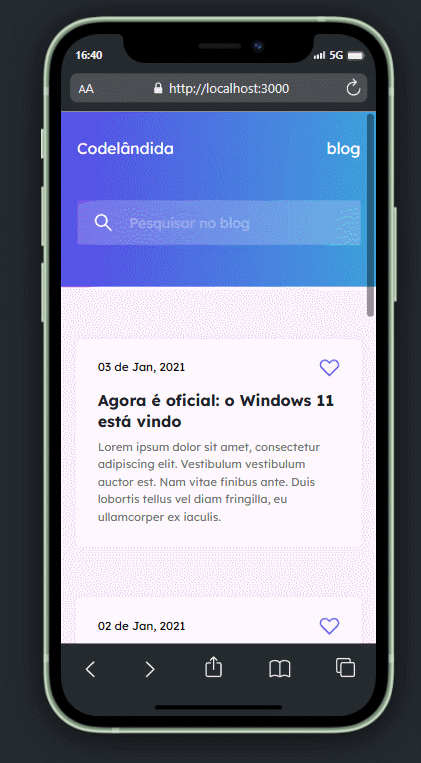 16:40
5G
AA
http://localhost:3000
Codelândida
blog
Pesquisar no blog
03 de Jan, 2021
Agora é oficial: o Windows 11
está vindo
Lorem ipsum dolor sit amet, consectetur
adipiscing elit. Vestibulum vestibulum
auctor est. Nam vitae finibus ante. Duis
lobortis tellus vel diam fringilla, eu
ullamcorper ex iaculis.
02 de Jan, 2021